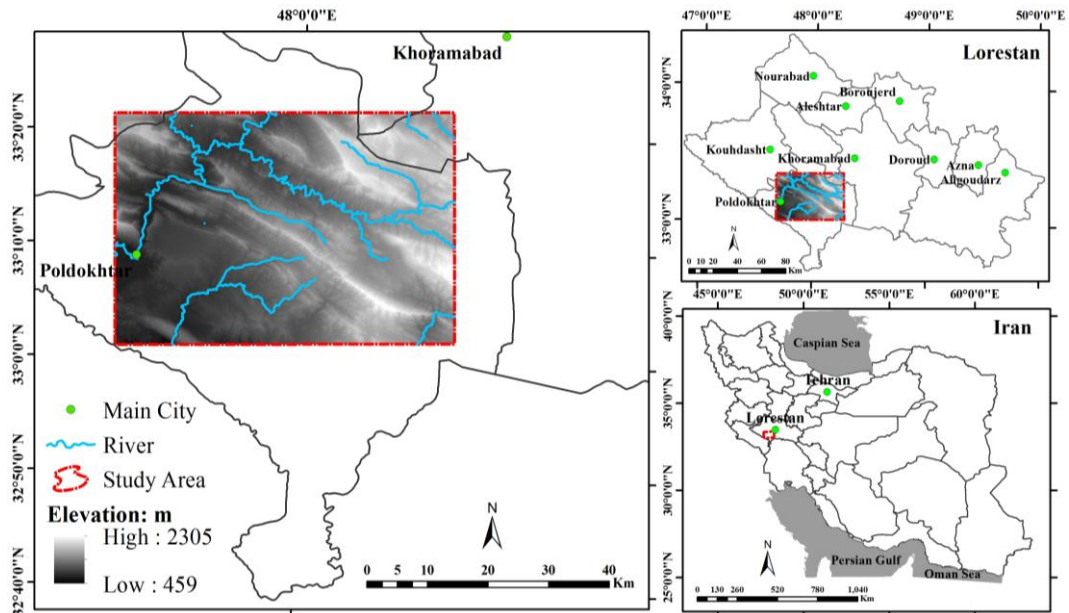 48°0'0"E
Khoramabad
33°20'0"N
33°10'0"N
33°0'0"N
32°50'0"N
32°40'0"N
Poldokhtar
Main City
River
Study Area
Elevation: m
High : 2305
Low : 459
N
0 5 10 20 30 40
Km
47°0'0"E 48°0'0"E 49°0'0"E 50°0'0"E
Lorestan
34°0'0"N
33°0'0"N
Nourabad
Boroujerd
Aleshtar
Kouhdasht
Khoramabad
Doroud
Azna
Aligoudarz
Poldokhtar
N
0 10 20 40 60 80
Km
45°0'0"E 50°0'0"E 55°0'0"E 60°0'0"E
Iran
40°0'0"N
35°0'0"N
30°0'0"N
25°0'0"N
Caspian Sea
Tehran
Lorestan
Persian Gulf
Oman Sea
N
0 130 260 520 780 1,040
Km